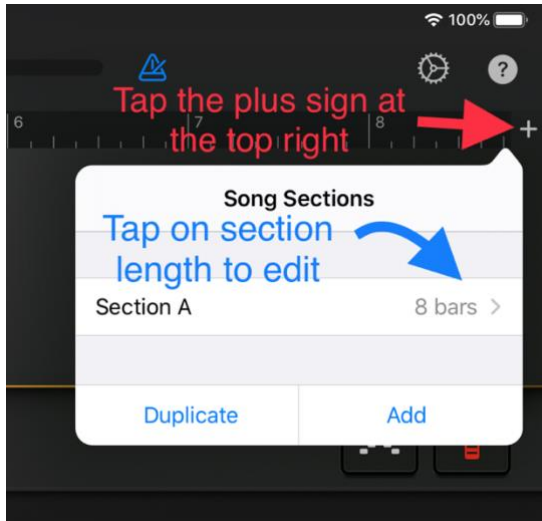 100%
?
Tap the plus sign at
the top right
6 7 8 +
Song Sections
Tap on section
length to edit
Section A 8 bars >
Duplicate Add